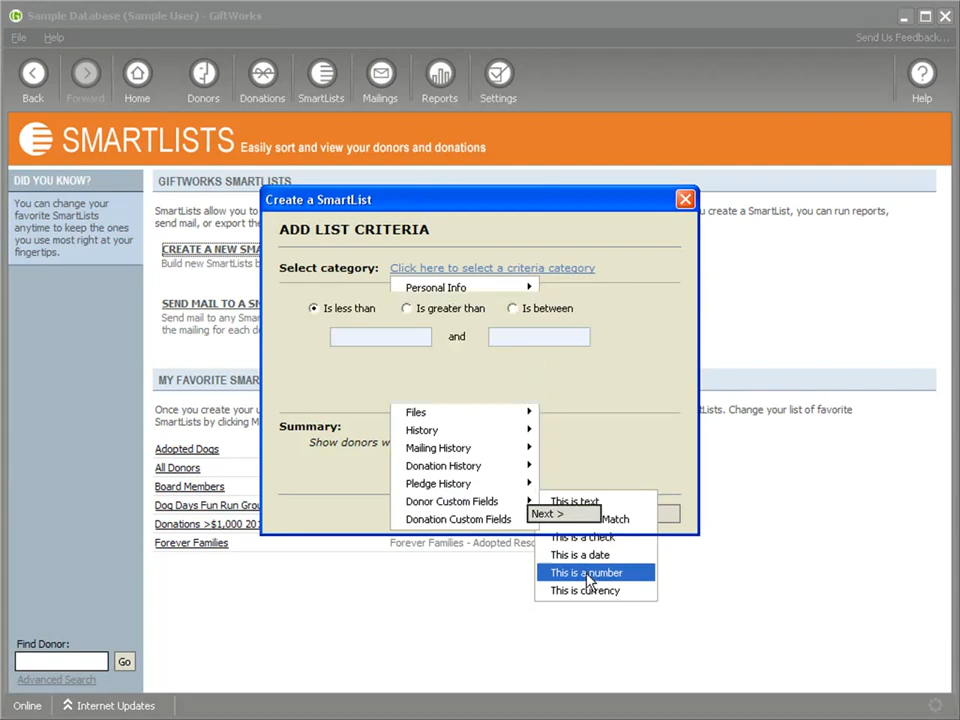 Sample Database (Sample User) - GiftWorks
File Help
Send Us Feedback...
Back Forward Home Donors Donations SmartLists Mailings Reports Settings Help
SMARTLISTS Easily sort and view your donors and donations
DID YOU KNOW?
You can change your
favorite SmartLists
anytime to keep the ones
you use most right at your
fingertips.
GIFTWORKS SMARTLISTS
SmartLists allow you to
u create a SmartList, you can run reports,
send mail, or export the
CREATE A NEW SMA
Build new SmartLists b
SEND MAIL TO A S
Send mail to any Smar
the mailing for each d
MY FAVORITE SMAR
Once you create your
tLists. Change your list of favorite
SmartLists by clicking M
Adopted Dogs
All Donors
Board Members
Dog Days Fun Run Grou
Donations >$1,000 201
Forever Families
Forever Families - Adopted Res
Create a SmartList
ADD LIST CRITERIA
Select category: Click here to select a criteria category
Personal Info
Is less than Is greater than Is between
and
Files
History
Mailing History
Donation History
Pledge History
Donor Custom Fields
Donation Custom Fields
Summary:
Show donors w
Next >
This is text
Match
This is a check
This is a date
This is a number
This is currency
Find Donor:
Go
Advanced Search
Online Internet Updates